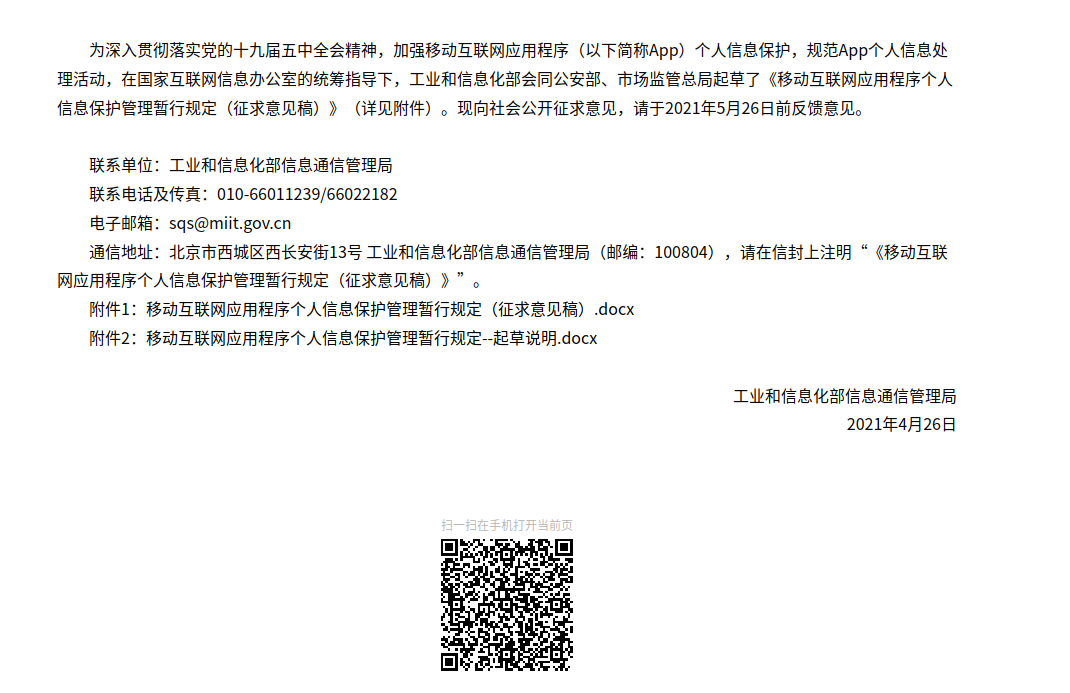 为深入贯彻落实党的十九届五中全会精神，加强移动互联网应用程序（以下简称App）个人信息保护，规范App个人信息处
理活动，在国家互联网信息办公室的统筹指导下，工业和信息化部会同公安部、市场监管总局起草了《移动互联网应用程序个人
信息保护管理暂行规定（征求意见稿）》（详见附件）。现向社会公开征求意见，请于2021年5月26日前反馈意见。
联系单位：工业和信息化部信息通信管理局
联系电话及传真：010-66011239/66022182
电子邮箱：sqs@miit.gov.cn
通信地址：北京市西城区西长安街13号 工业和信息化部信息通信管理局（邮编：100804），请在信封上注明“《移动互联
网应用程序个人信息保护管理暂行规定（征求意见稿）》”。
附件1：移动互联网应用程序个人信息保护管理暂行规定（征求意见稿）.docx
附件2：移动互联网应用程序个人信息保护管理暂行规定--起草说明.docx
工业和信息化部信息通信管理局
2021年4月26日
扫一扫在手机打开当前页